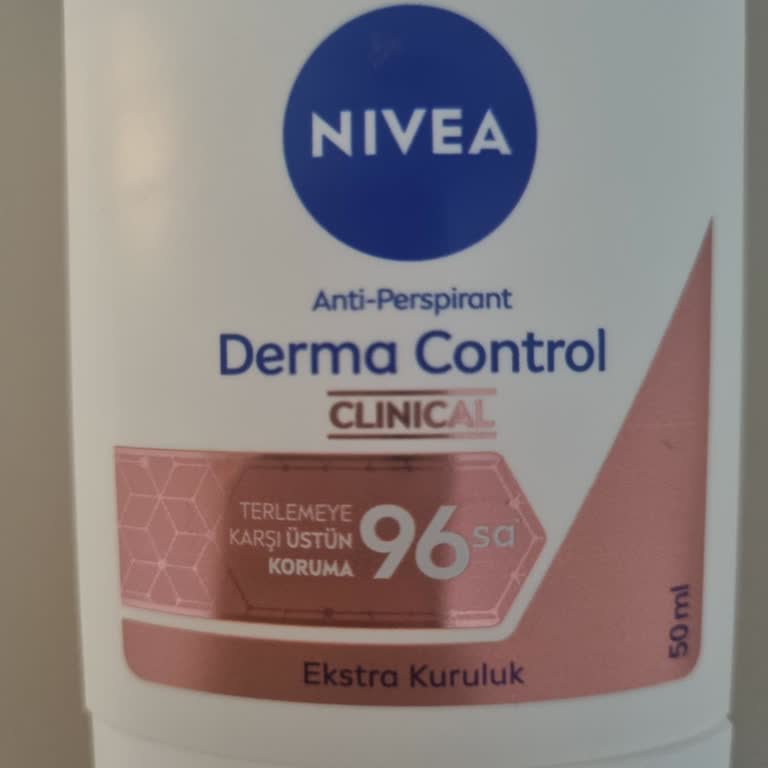 NIVEA
Anti-Perspirant
Derma Control
CLINICAL
TERLEMEYE
KARŞI ÜSTÜN
KORUMA
96sa
Ekstra Kuruluk
50 ml